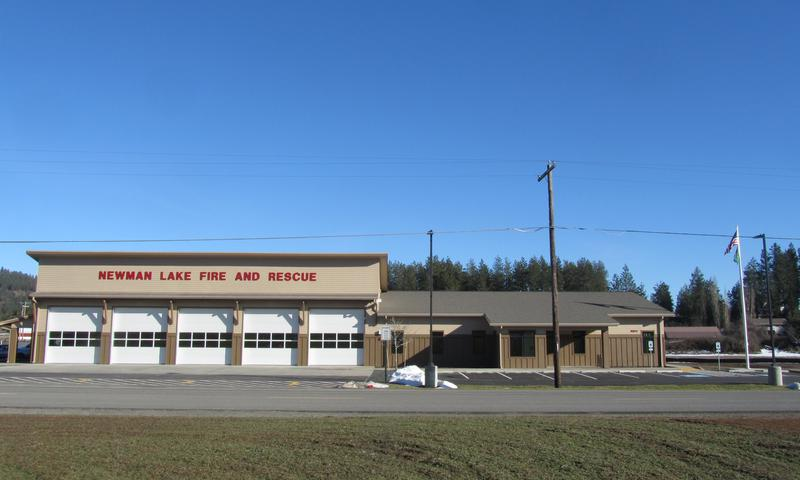 NEWMAN LAKE FIRE AND RESCUE